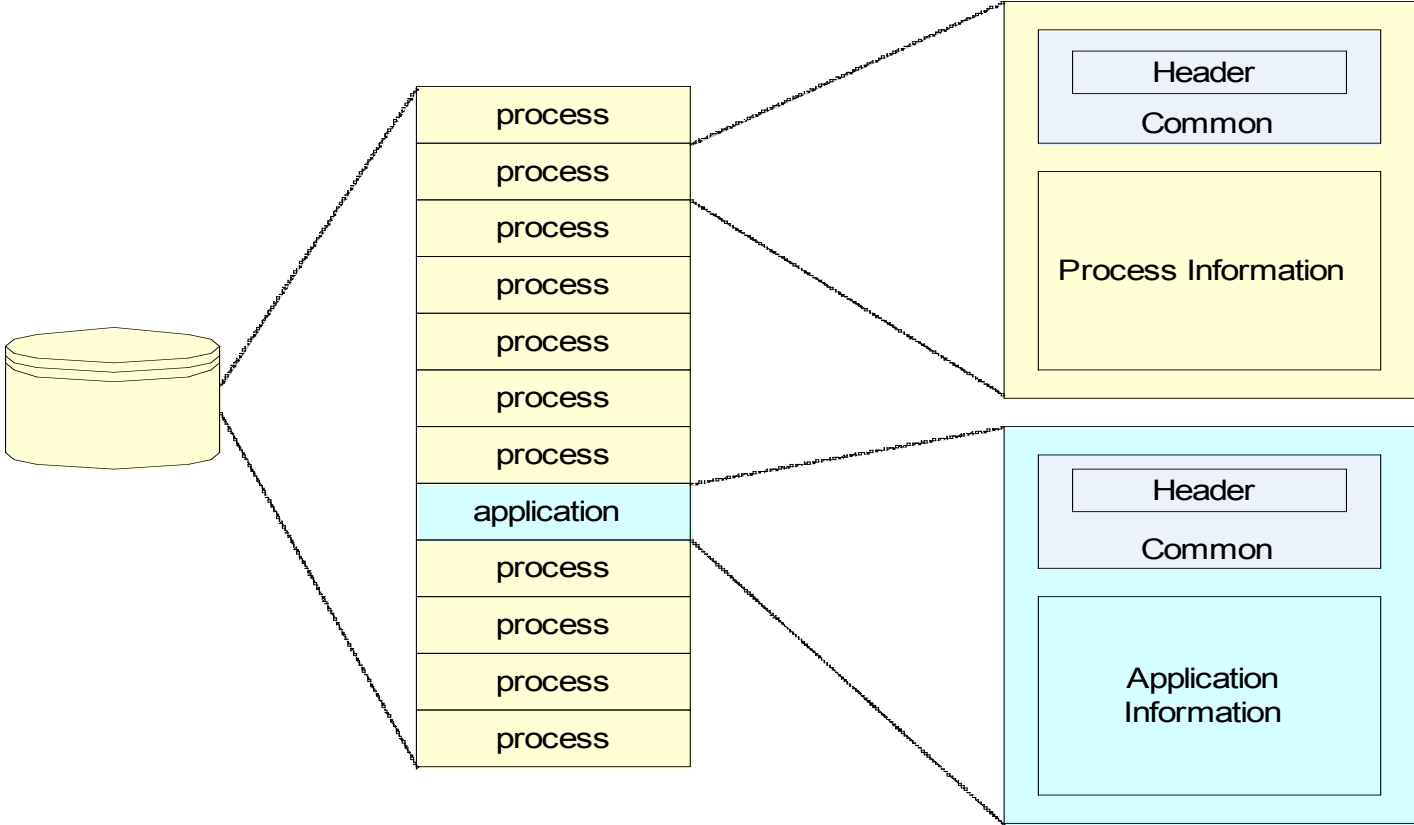 process
process
process
process
process
process
process
application
process
process
process
process
Header
Common
Process Information
Header
Common
Application
Information